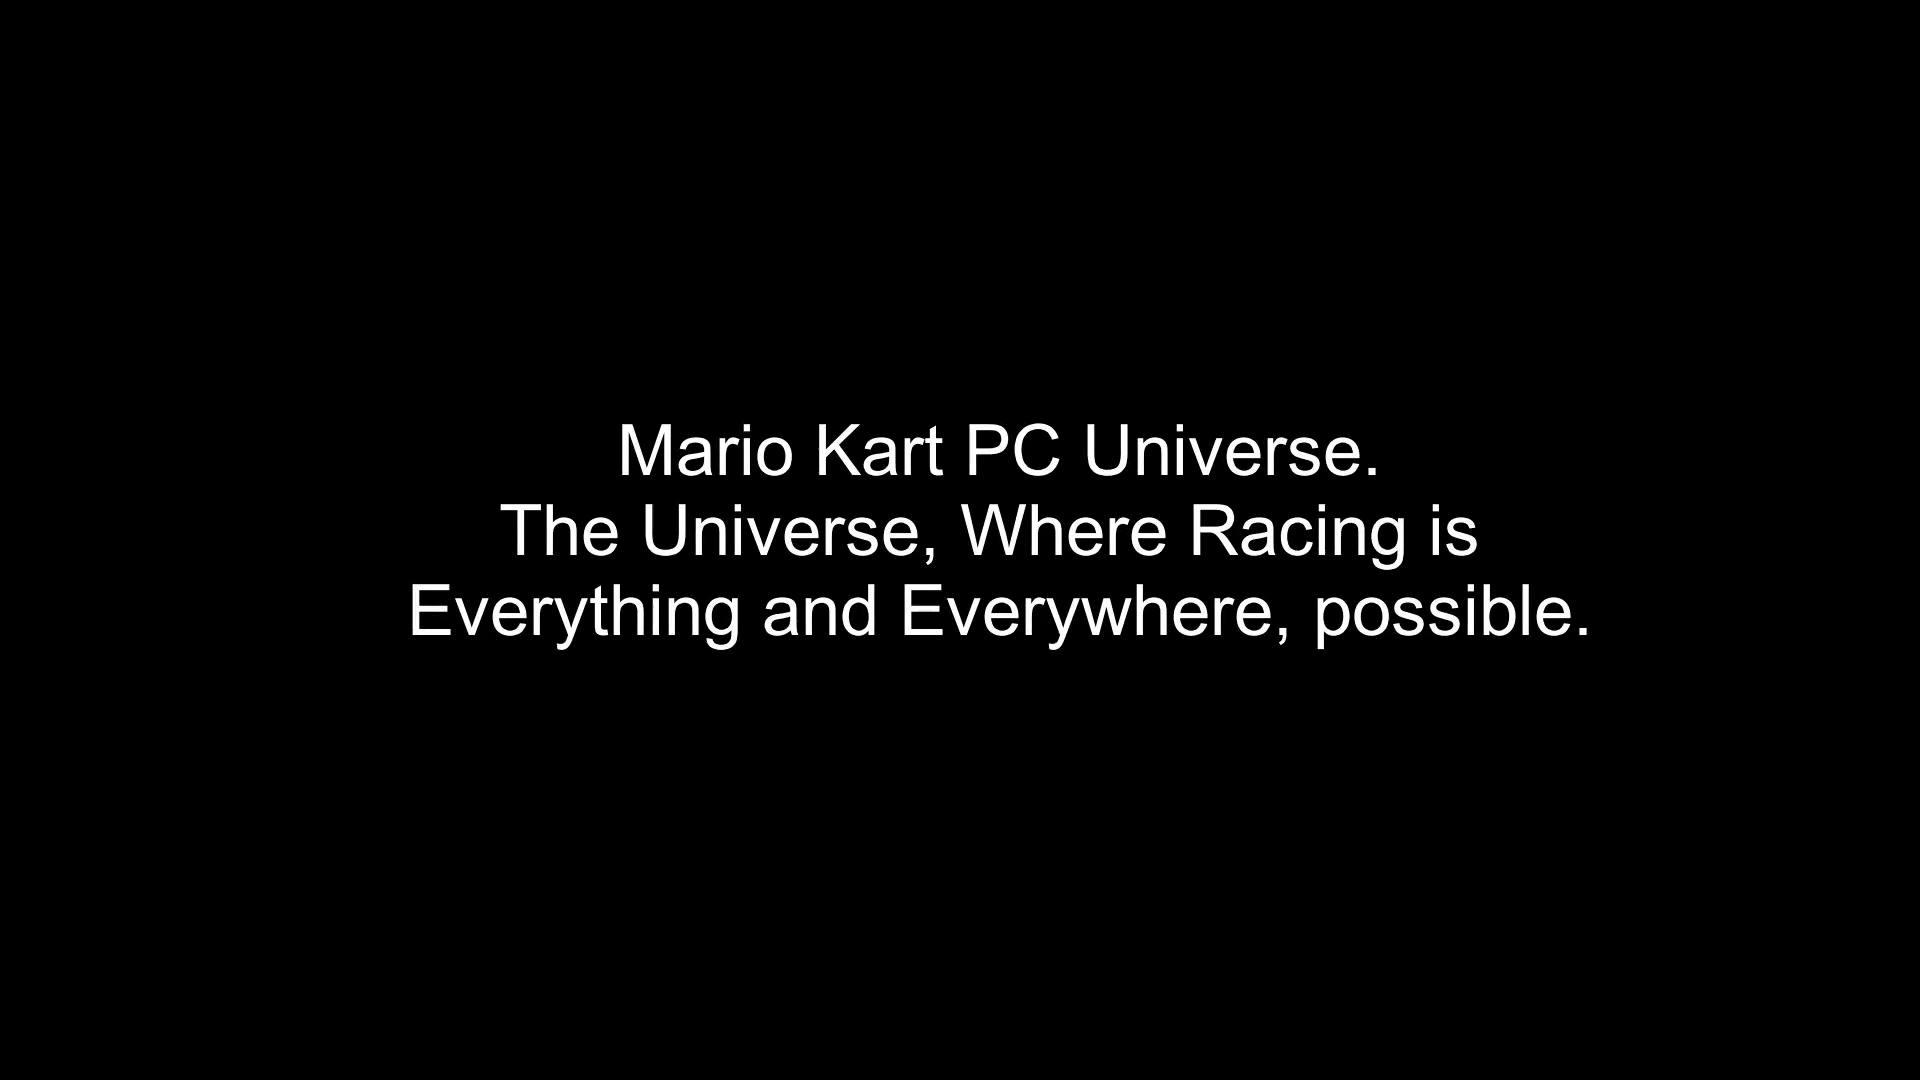 Mario Kart PC Universe.
The Universe, Where Racing is
Everything and Everywhere, possible.